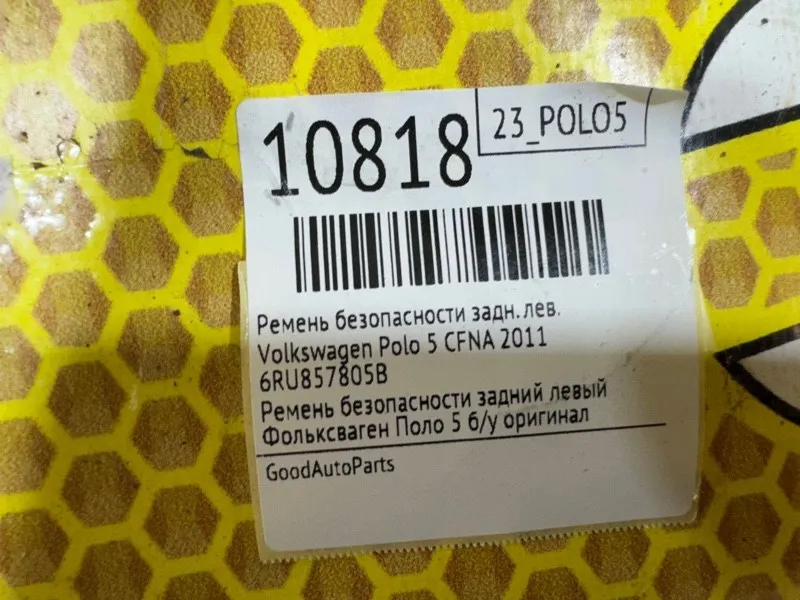 10818
23_POLO5
Ремень безопасности задн.лев.
Volkswagen Polo 5 CFNA 2011
6RU857805B
Ремень безопасности задний левый
Фольксваген Поло 5 б/у оригинал
GoodAutoParts